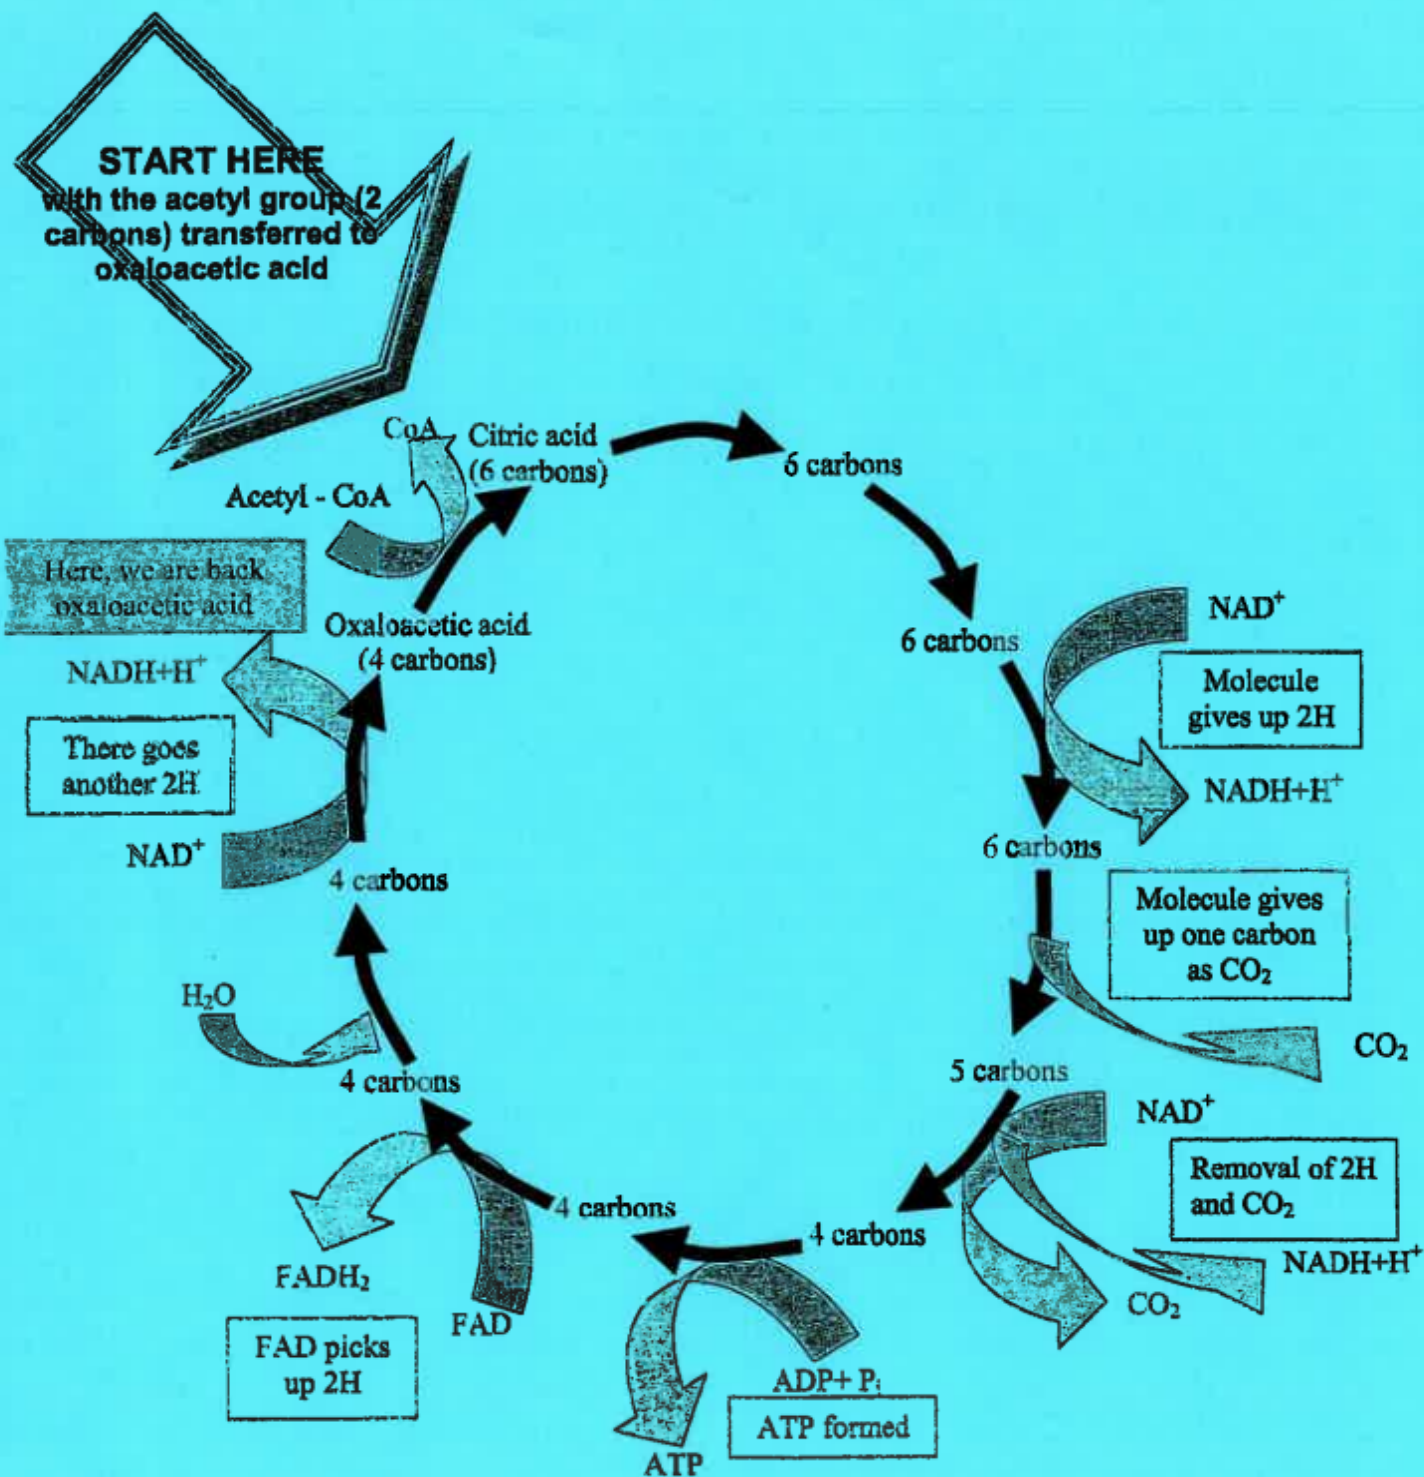 START HERE
with the acetyl group (2
carbons) transferred to
oxaloacetic acid
CoA
Citric acid
(6 carbons)
6 carbons
Acetyl - CoA
Here, we are back
oxaloacetic acid
Oxaloacetic acid
(4 carbons)
6 carbons
NAD⁺
Molecule
gives up 2H
NADH+H⁺
NADH+H⁺
There goes
another 2H
NAD⁺
4 carbons
6 carbons
Molecule gives
up one carbon
as CO₂
CO₂
H₂O
4 carbons
5 carbons
NAD⁺
Removal of 2H
and CO₂
NADH+H⁺
CO₂
4 carbons
4 carbons
FADH₂
FAD
FAD picks
up 2H
ADP+ Pᵢ
ATP formed
ATP